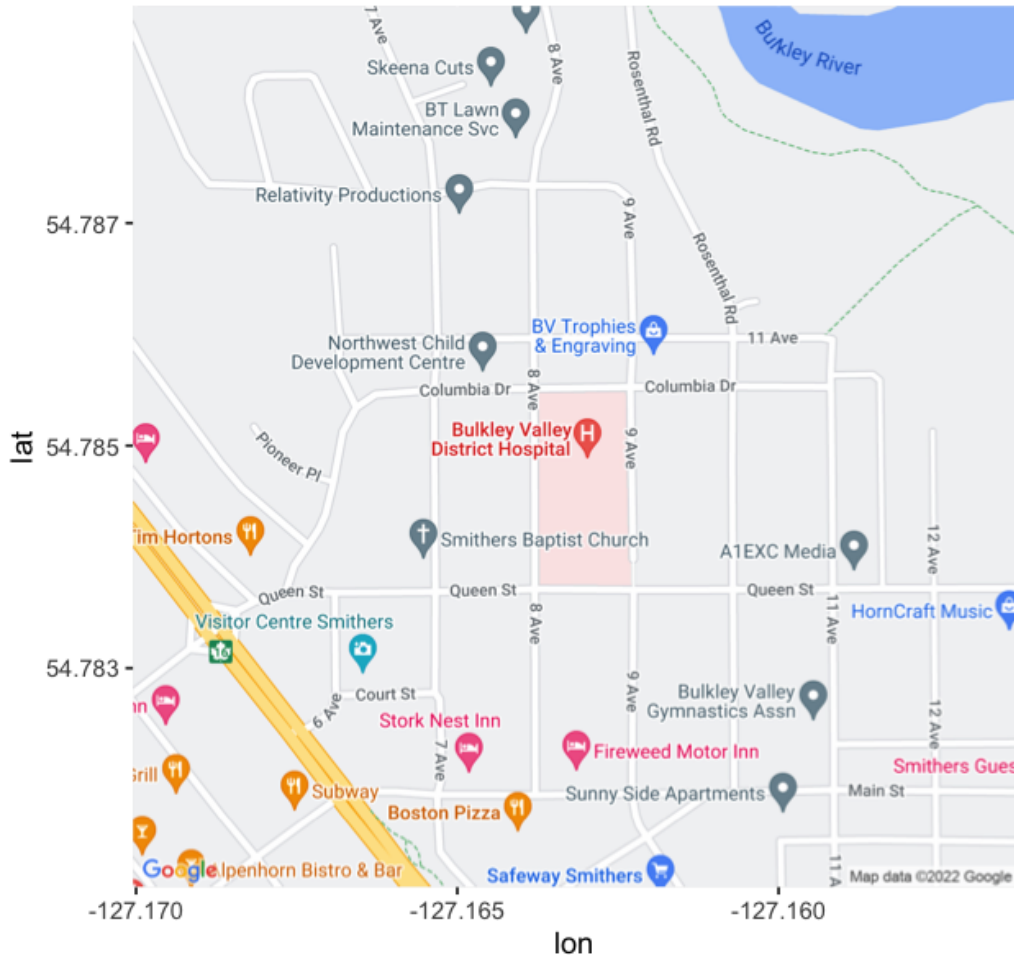 7 Ave
8 Ave
Rosenthal Rd
Bulkley River
Skeena Cuts
BT Lawn
Maintenance Svc
Relativity Productions
54.787
9 Ave
Rosenthal Rd
BV Trophies
& Engraving
11 Ave
Northwest Child
Development Centre
Columbia Dr
8 Ave
Columbia Dr
lat
54.785
Pioneer Pl
Bulkley Valley
District Hospital
H
9 Ave
Tim Hortons
Smithers Baptist Church
A1EXC Media
12 Ave
Queen St
Queen St
Queen St
HornCraft Music
Visitor Centre Smithers
16
8 Ave
11 Ave
54.783
6 Ave
Court St
9 Ave
Bulkley Valley
Gymnastics Assn
12 Ave
nn
Stork Nest Inn
7 Ave
Fireweed Motor Inn
Smithers Gues
Grill
Subway
Boston Pizza
Sunny Side Apartments
Main St
Google
Alpenhorn Bistro & Bar
Safeway Smithers
11 A
Map data ©2022 Google
-127.170
-127.165
-127.160
lon